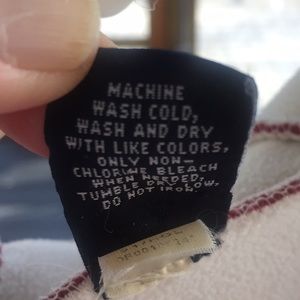 MACHINE
WASH COLD,
WASH AND DRY
WITH LIKE COLORS,
ONLY NON-
CHLORINE BLEACH
WHEN NEEDED,
TUMBLE DRY LOW,
DO NOT IRON.